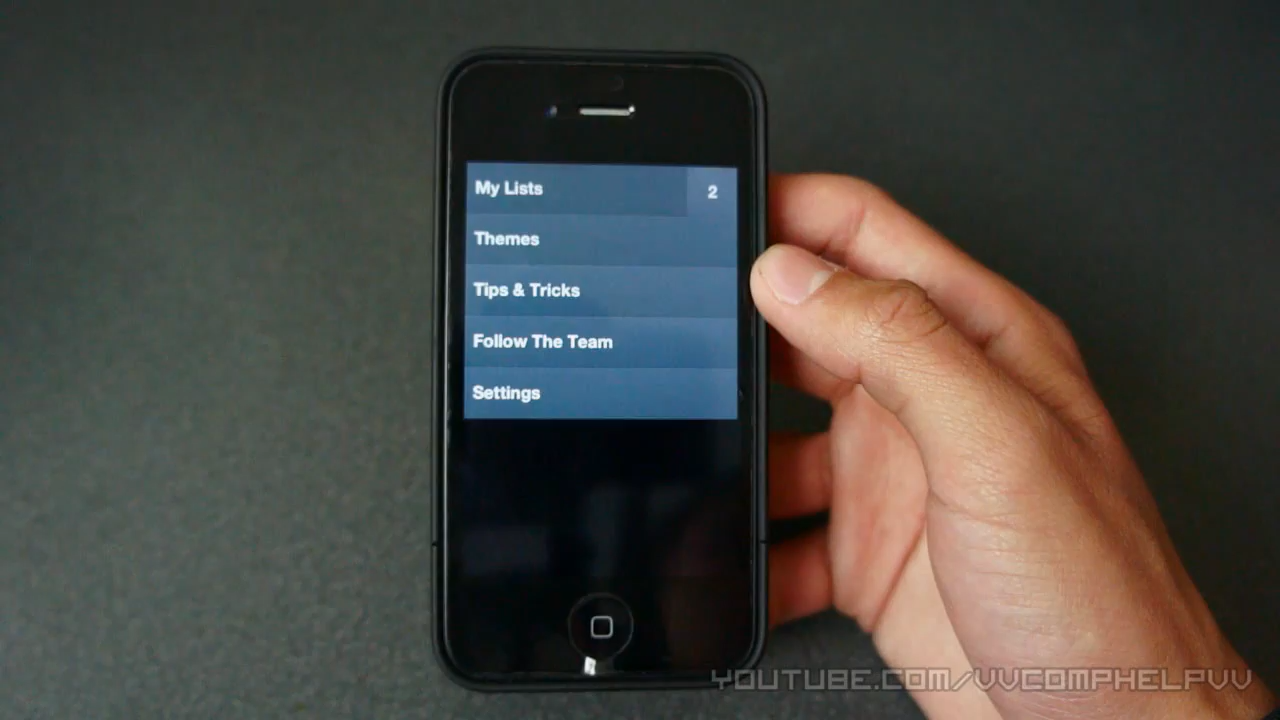 My Lists 2
Themes
Tips & Tricks
Follow The Team
Settings
YOUTUBE.COM/VVCOMPHELPVV